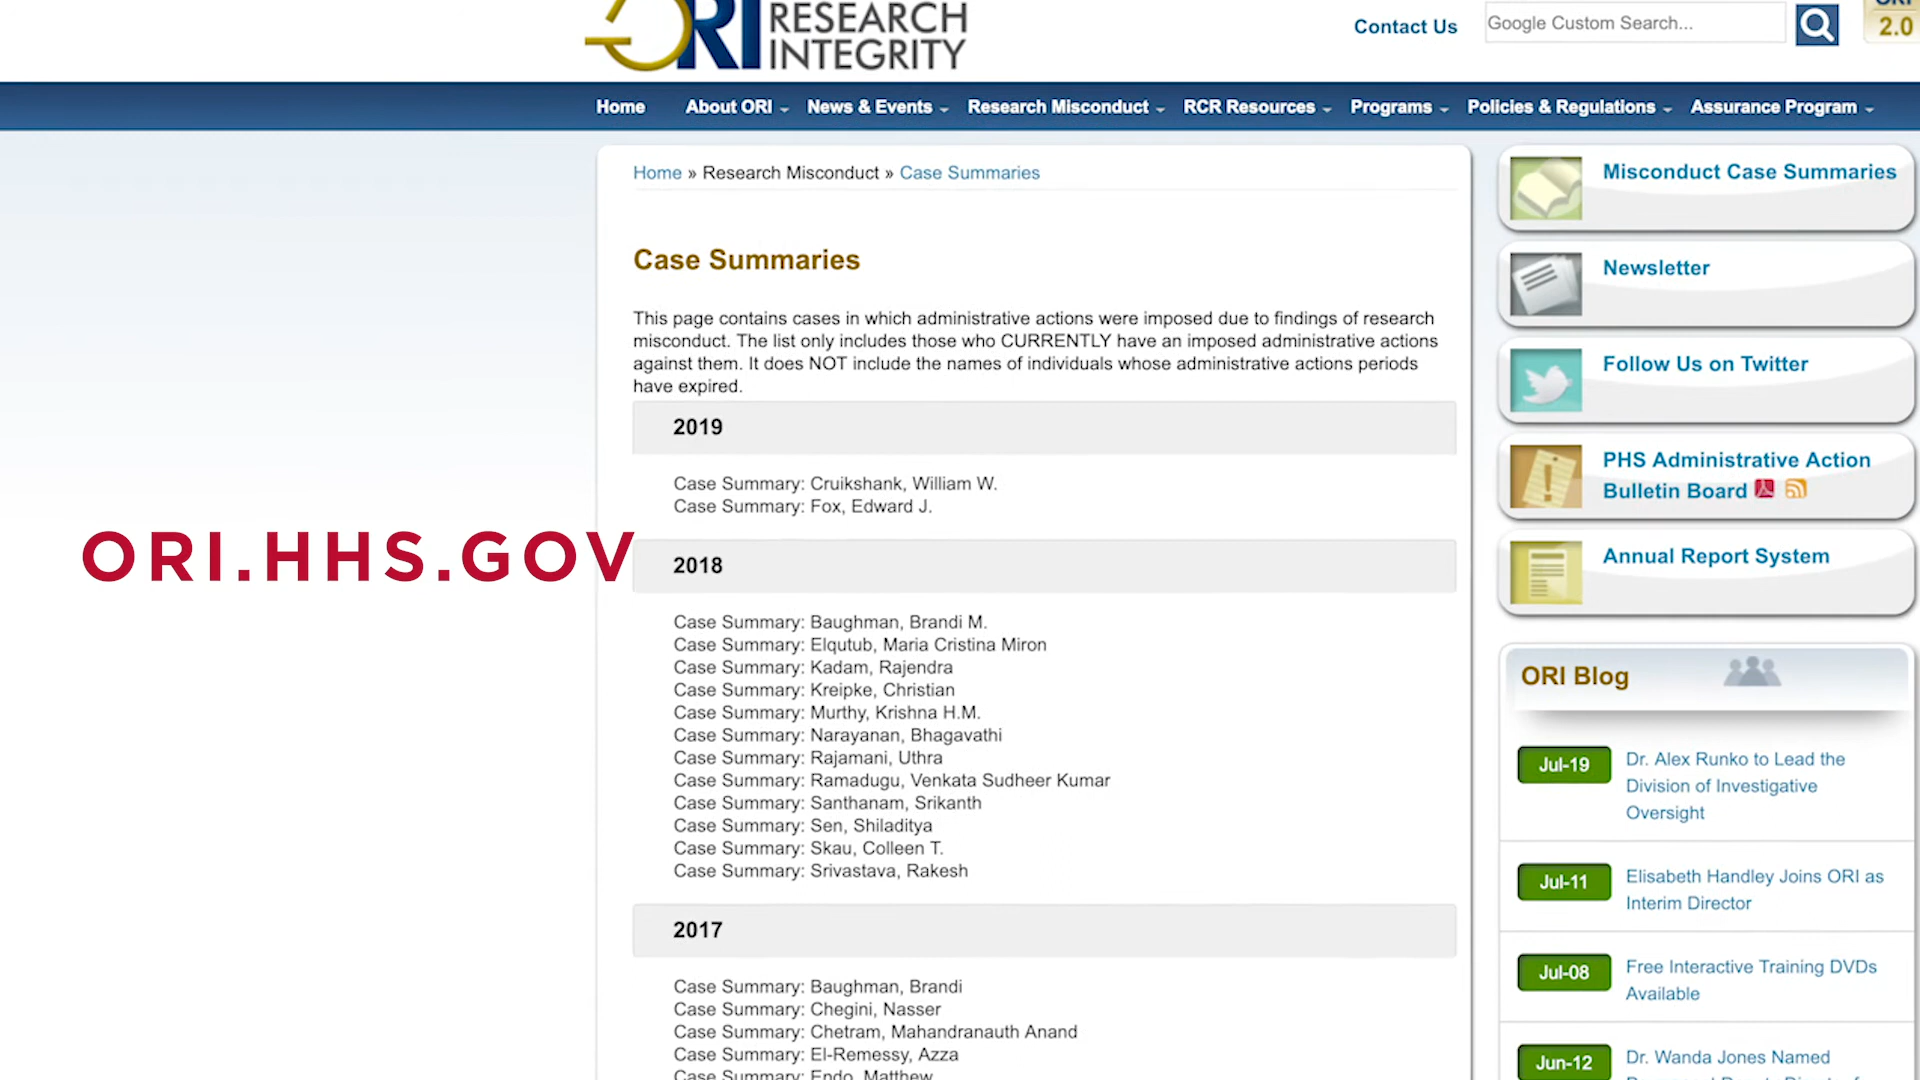 ORI RESEARCH
INTEGRITY
Contact Us
Google Custom Search...
ORI
2.0
Home About ORI News & Events Research Misconduct RCR Resources Programs Policies & Regulations Assurance Program
Home » Research Misconduct » Case Summaries
Case Summaries
This page contains cases in which administrative actions were imposed due to findings of research
misconduct. The list only includes those who CURRENTLY have an imposed administrative actions
against them. It does NOT include the names of individuals whose administrative actions periods
have expired.
2019
Case Summary: Cruikshank, William W.
Case Summary: Fox, Edward J.
ORI.HHS.GOV
2018
Case Summary: Baughman, Brandi M.
Case Summary: Elqutub, Maria Cristina Miron
Case Summary: Kadam, Rajendra
Case Summary: Kreipke, Christian
Case Summary: Murthy, Krishna H.M.
Case Summary: Narayanan, Bhagavathi
Case Summary: Rajamani, Uthra
Case Summary: Ramadugu, Venkata Sudheer Kumar
Case Summary: Santhanam, Srikanth
Case Summary: Sen, Shiladitya
Case Summary: Skau, Colleen T.
Case Summary: Srivastava, Rakesh
2017
Case Summary: Baughman, Brandi
Case Summary: Chegini, Nasser
Case Summary: Chetram, Mahandranauth Anand
Case Summary: El-Remessy, Azza
Case Summary: Endo, Matthew
Misconduct Case Summaries
Newsletter
Follow Us on Twitter
PHS Administrative Action
Bulletin Board
Annual Report System
ORI Blog
Jul-19
Dr. Alex Runko to Lead the
Division of Investigative
Oversight
Jul-11
Elisabeth Handley Joins ORI as
Interim Director
Jul-08
Free Interactive Training DVDs
Available
Jun-12
Dr. Wanda Jones Named